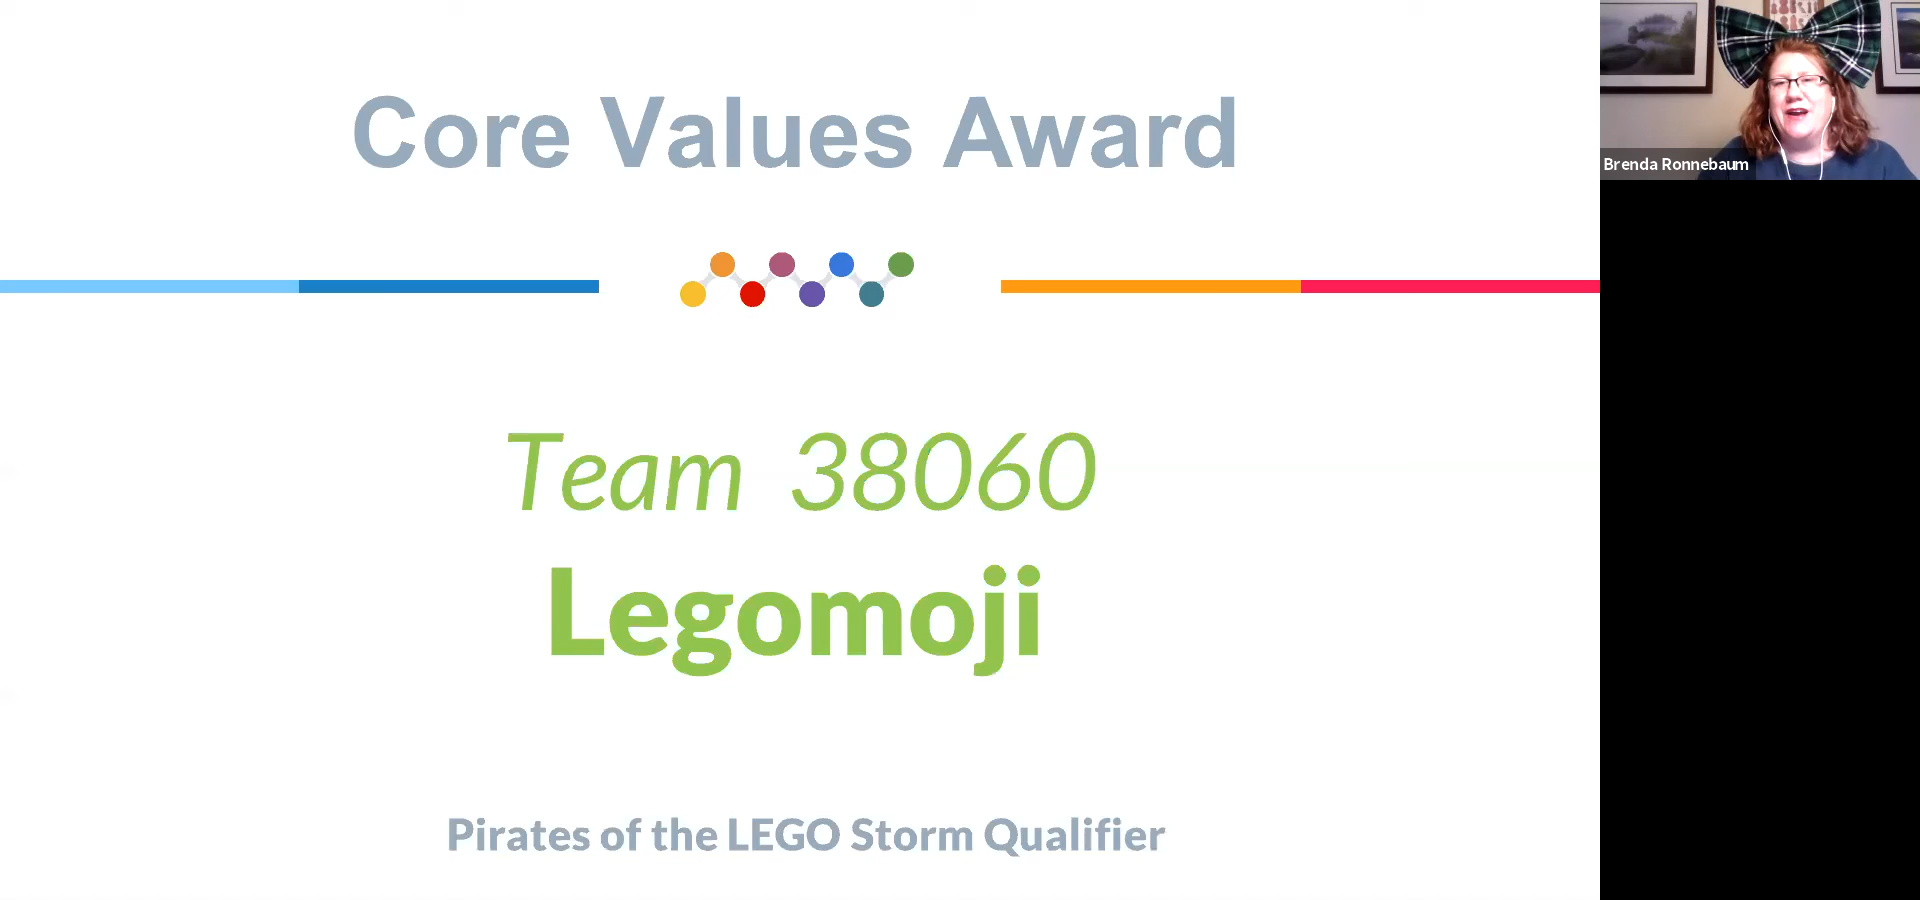 Core Values Award
Brenda Ronnebaum
Team 38060
Legomoji
Pirates of the LEGO Storm Qualifier